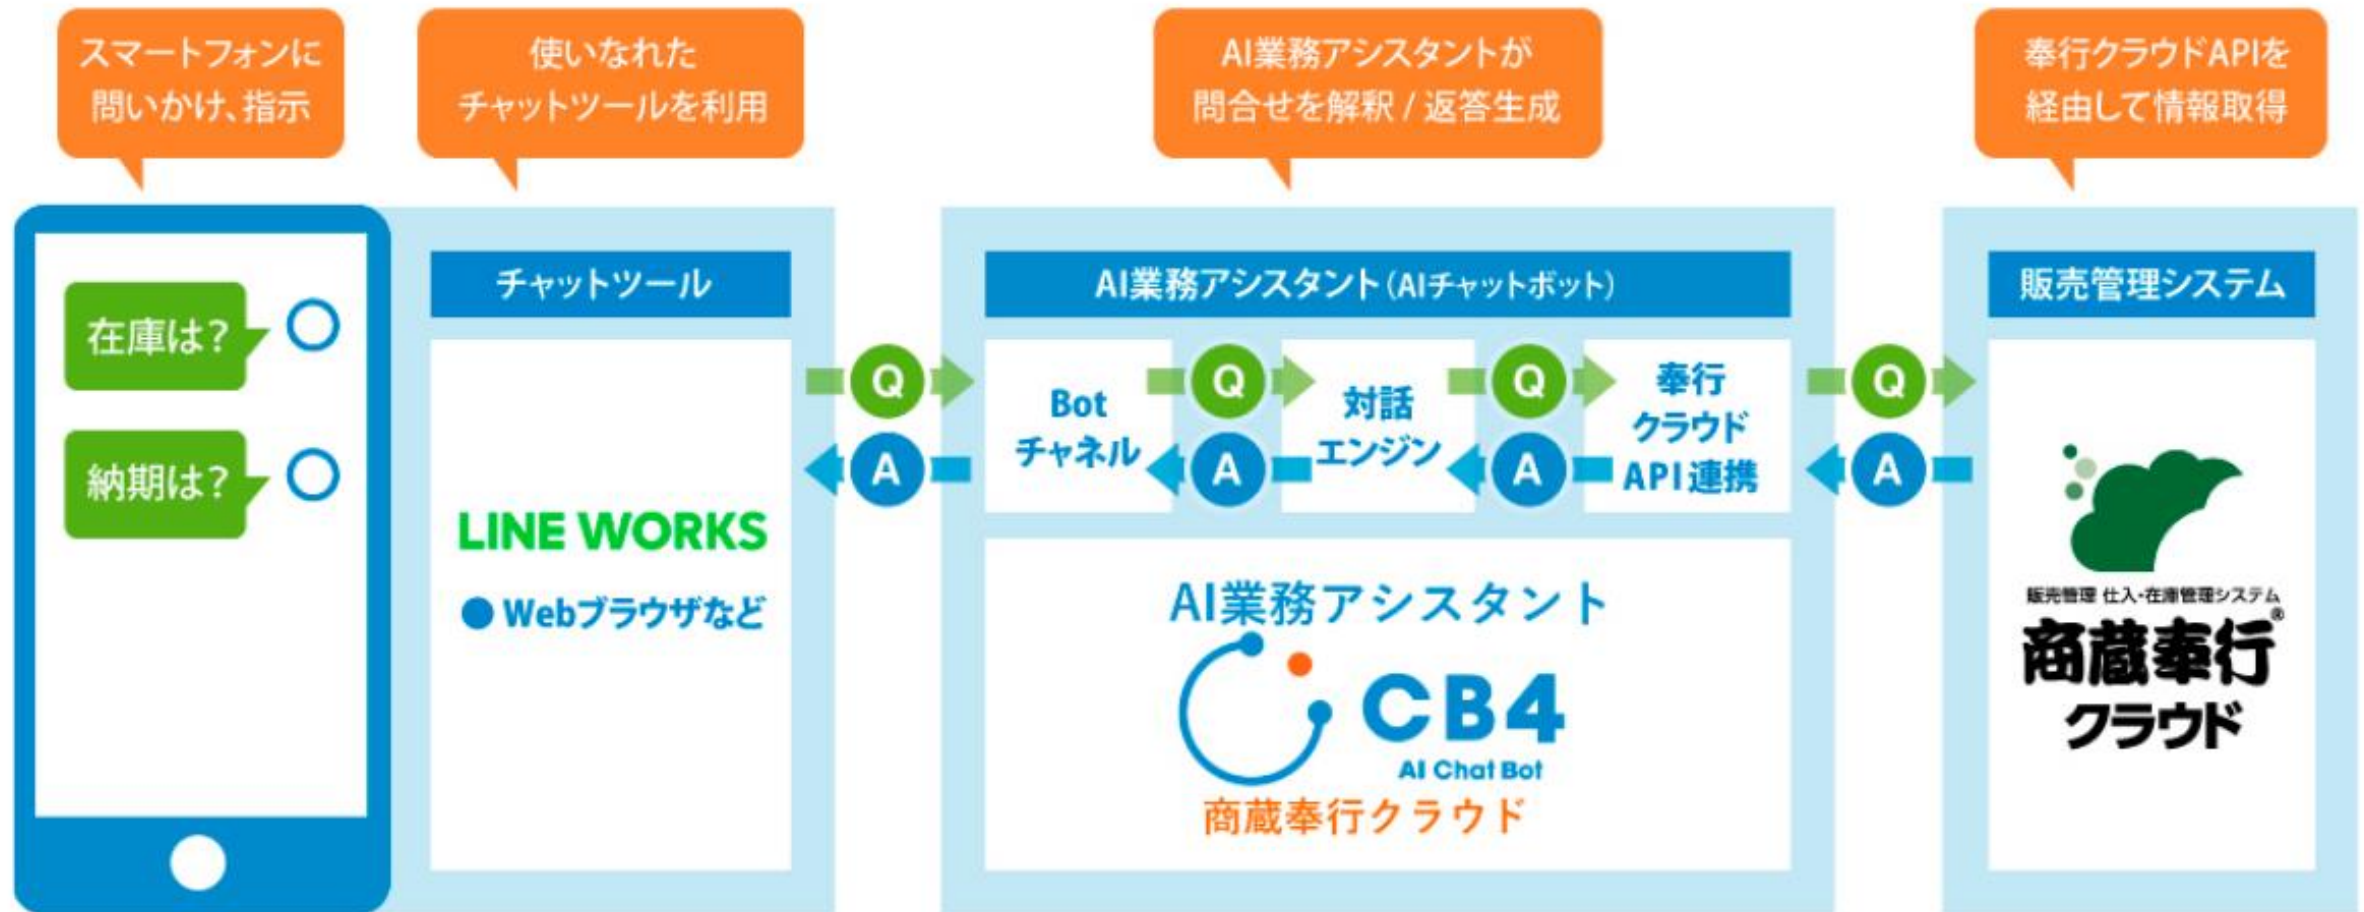 スマートフォンに
問いかけ、指示
使いなれた
チャットツールを利用
AI業務アシスタントが
問合せを解釈 / 返答生成
奉行クラウドAPIを
経由して情報取得
在庫は?
納期は?
チャットツール
LINE WORKS
● Webブラウザなど
Q
A
AI業務アシスタント(AIチャットボット)
Bot
チャネル
Q
A
対話
エンジン
Q
A
奉行
クラウド
API連携
AI業務アシスタント
CB4
AI Chat Bot
商蔵奉行クラウド
Q
A
販売管理システム
販売管理 仕入・在庫管理システム
商蔵奉行®
クラウド